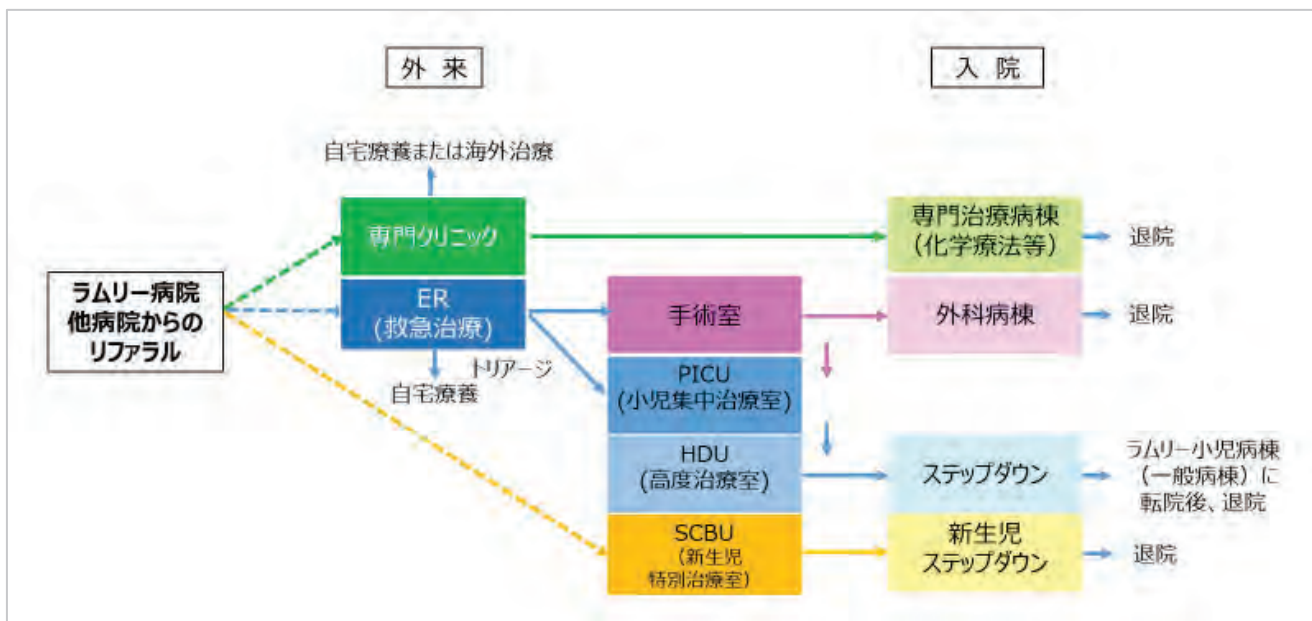 外 来
入 院
自宅療養または海外治療
専門クリニック
専門治療病棟
(化学療法等)
退院
ラムリー病院
他病院からの
リファラル
ER
(救急治療)
手術室
外科病棟
退院
トリアージ
自宅療養
PICU
(小児集中治療室)
HDU
(高度治療室)
ステップダウン
ラムリー小児病棟
(一般病棟)に
転院後、退院
SCBU
(新生児
特別治療室)
新生児
ステップダウン
退院